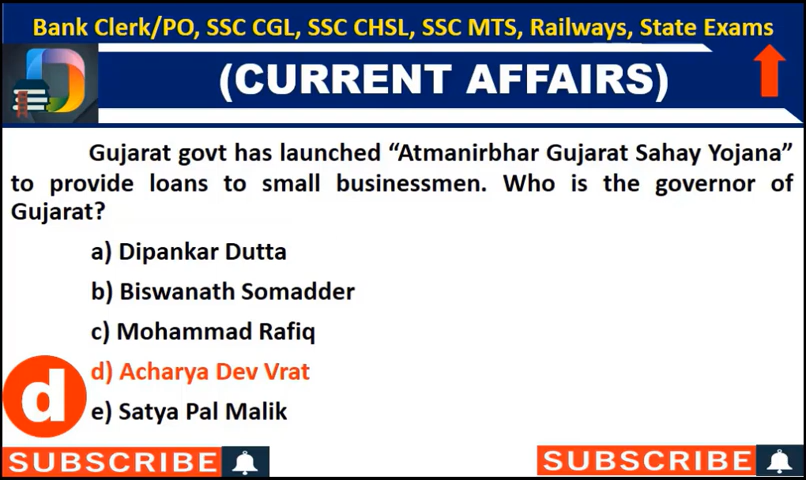 Bank Clerk/PO, SSC CGL, SSC CHSL, SSC MTS, Railways, State Exams
(CURRENT AFFAIRS)
Gujarat govt has launched “Atmanirbhar Gujarat Sahay Yojana”
to provide loans to small businessmen. Who is the governor of
Gujarat?
a) Dipankar Dutta
b) Biswanath Somadder
c) Mohammad Rafiq
d) Acharya Dev Vrat
d
e) Satya Pal Malik
SUBSCRIBE
SUBSCRIBE